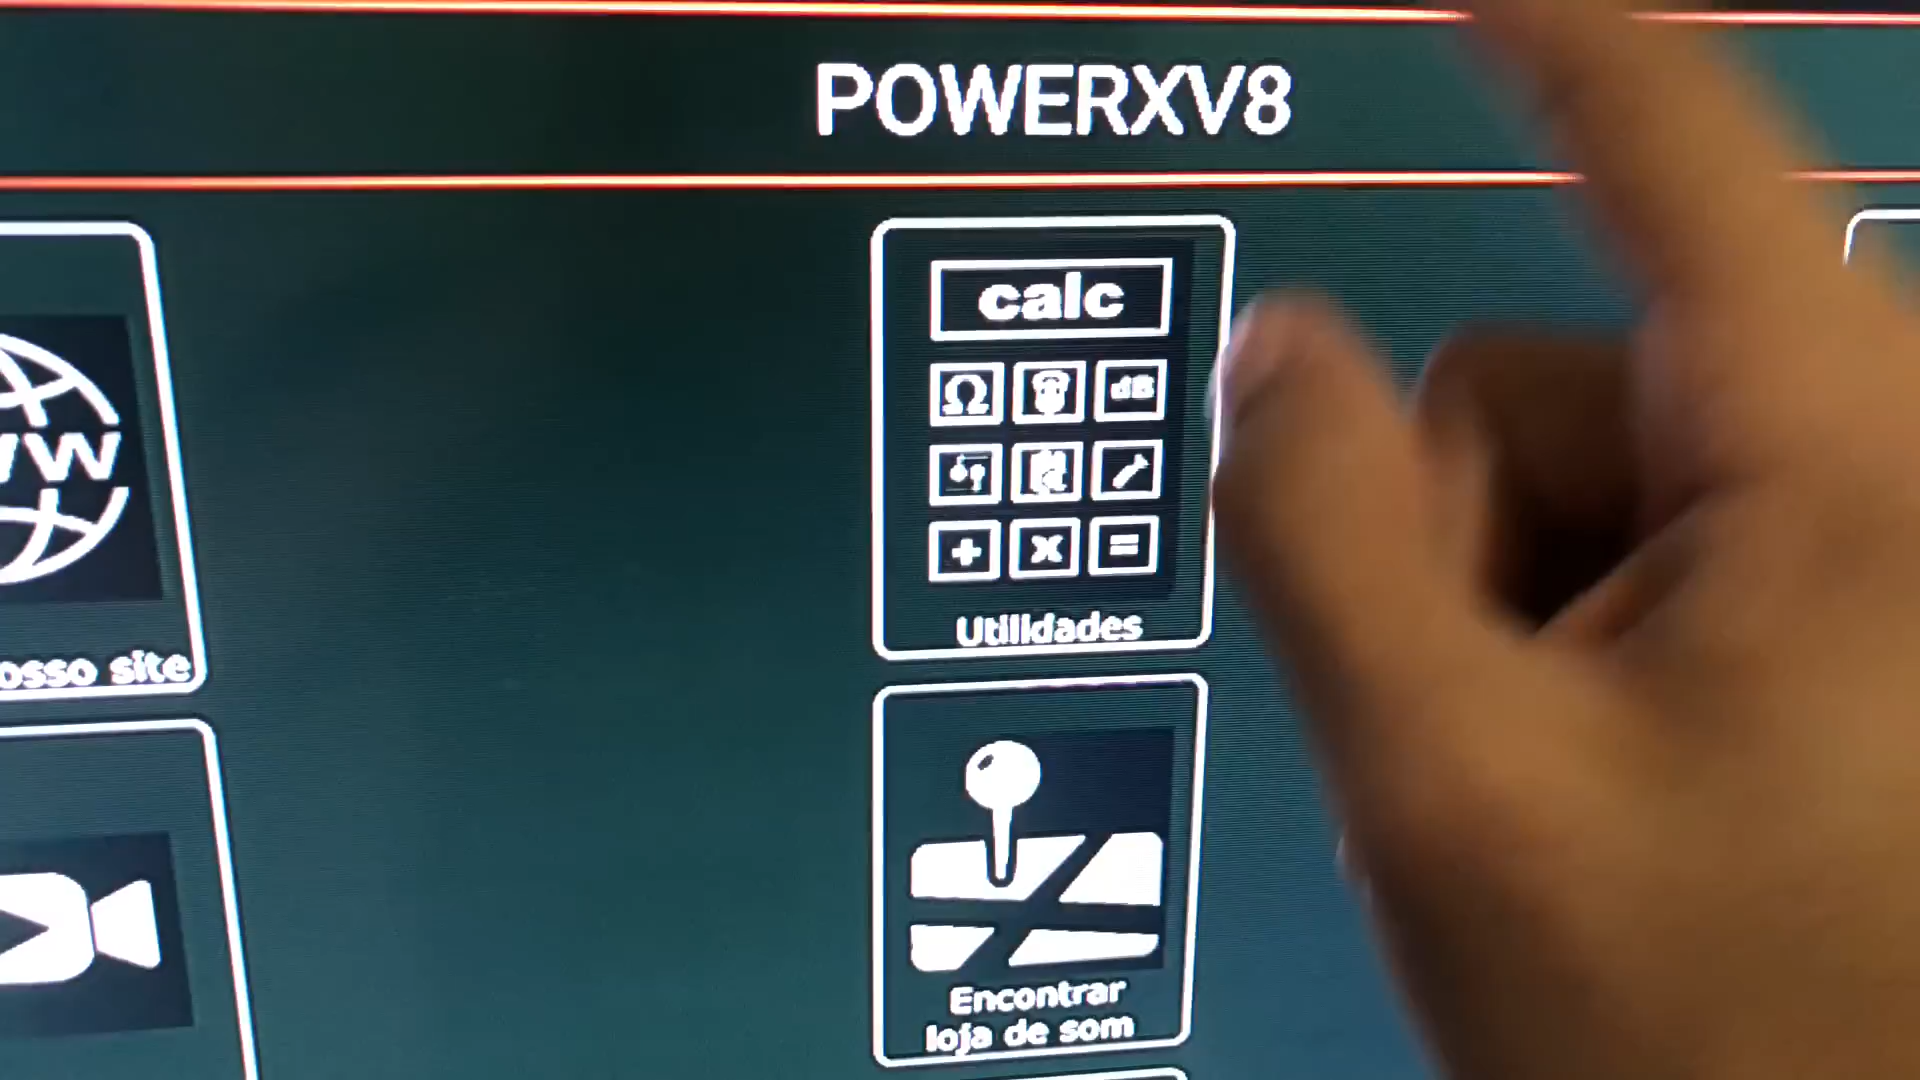 POWERXV8
calc
Ω
dB
+ x =
Utilidades
osso site
Encontrar
loja de som